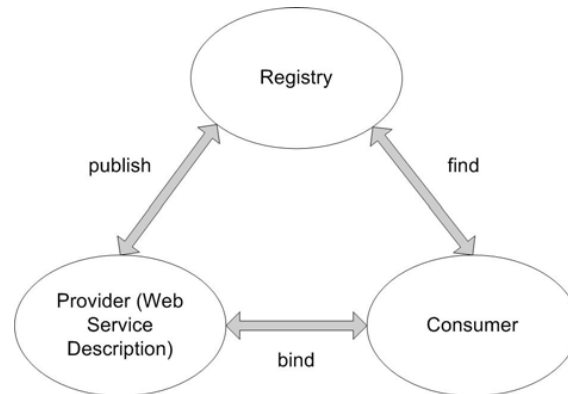 Registry
publish
find
Provider (Web
Service
Description)
Consumer
bind